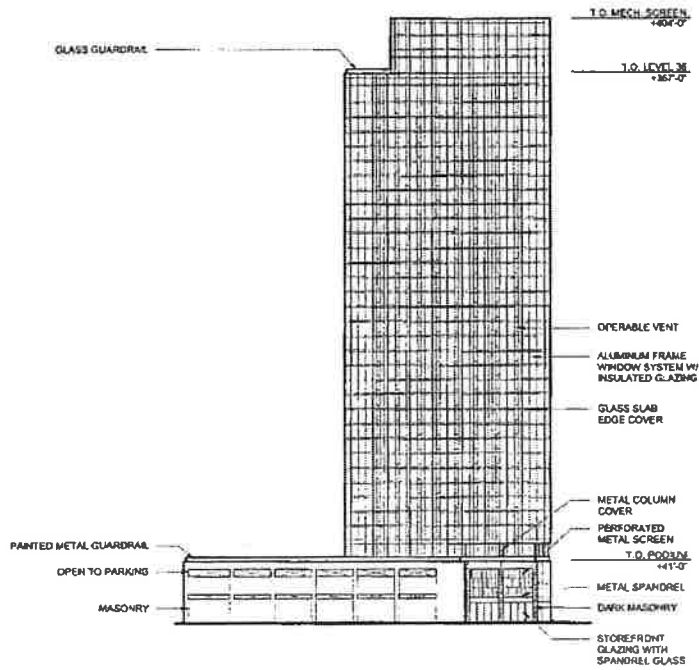 T.O. MECH. SCREEN
+404'-0"
GLASS GUARDRAIL
T.O. LEVEL 36
+367'-0"
OPERABLE VENT
ALUMINUM FRAME
WINDOW SYSTEM W/
INSULATED GLAZING
GLASS SLAB
EDGE COVER
METAL COLUMN
COVER
PERFORATED
METAL SCREEN
PAINTED METAL GUARDRAIL
T.O. PODIUM
+41'-0"
OPEN TO PARKING
METAL SPANDREL
MASONRY
DARK MASONRY
STOREFRONT
GLAZING WITH
SPANDREL GLASS